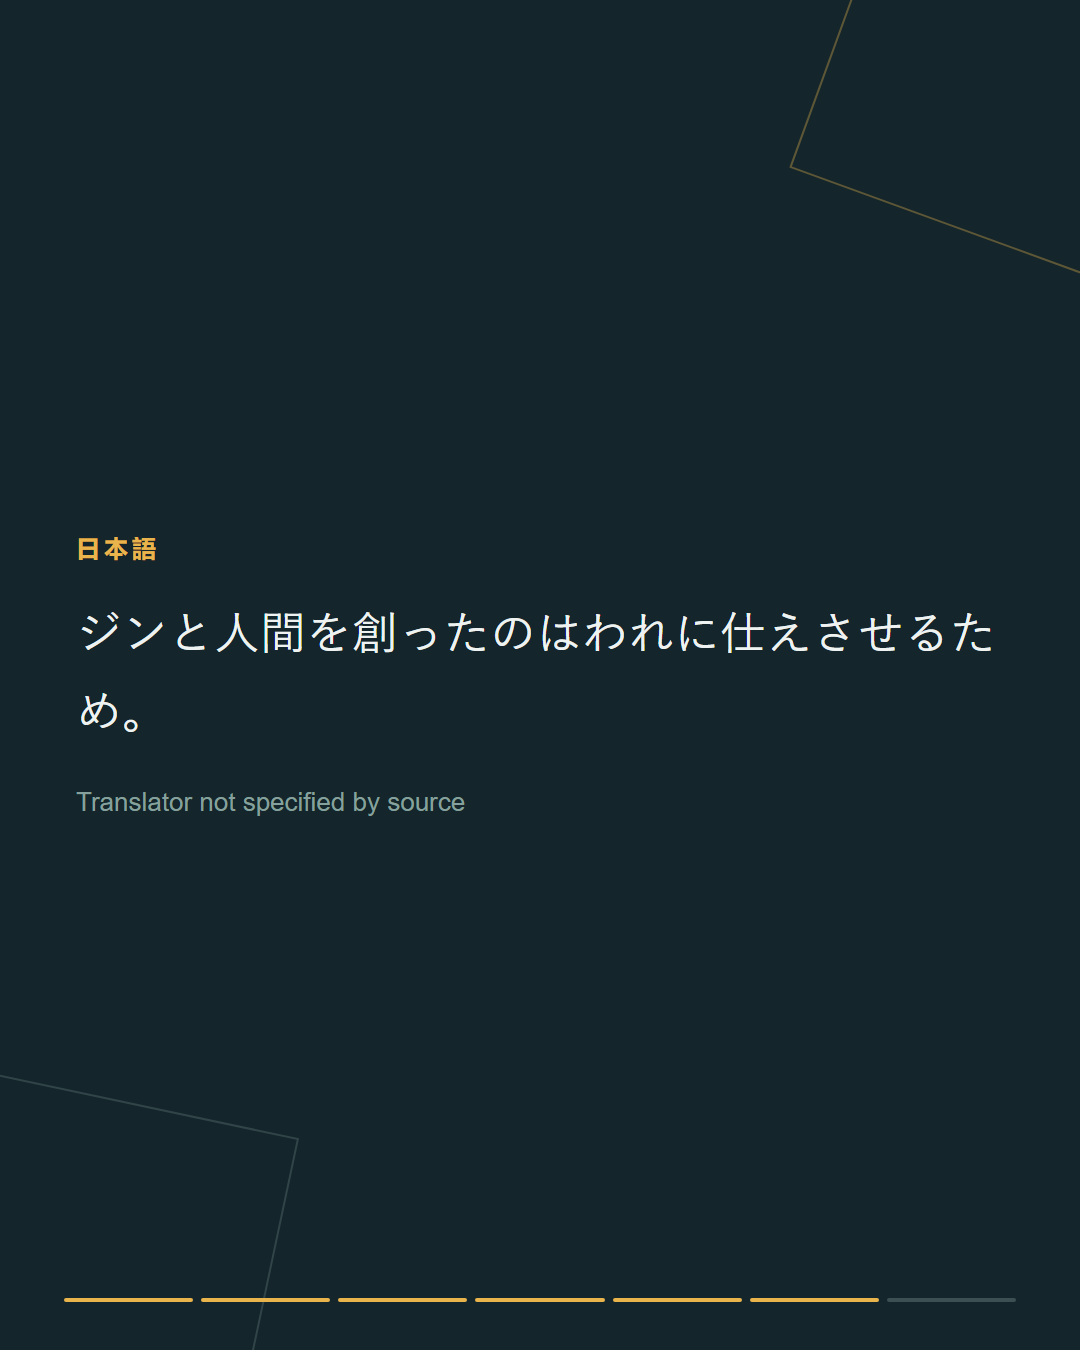 日本語
ジンと人間を創ったのはわれに仕えさせるた
め。
Translator not specified by source